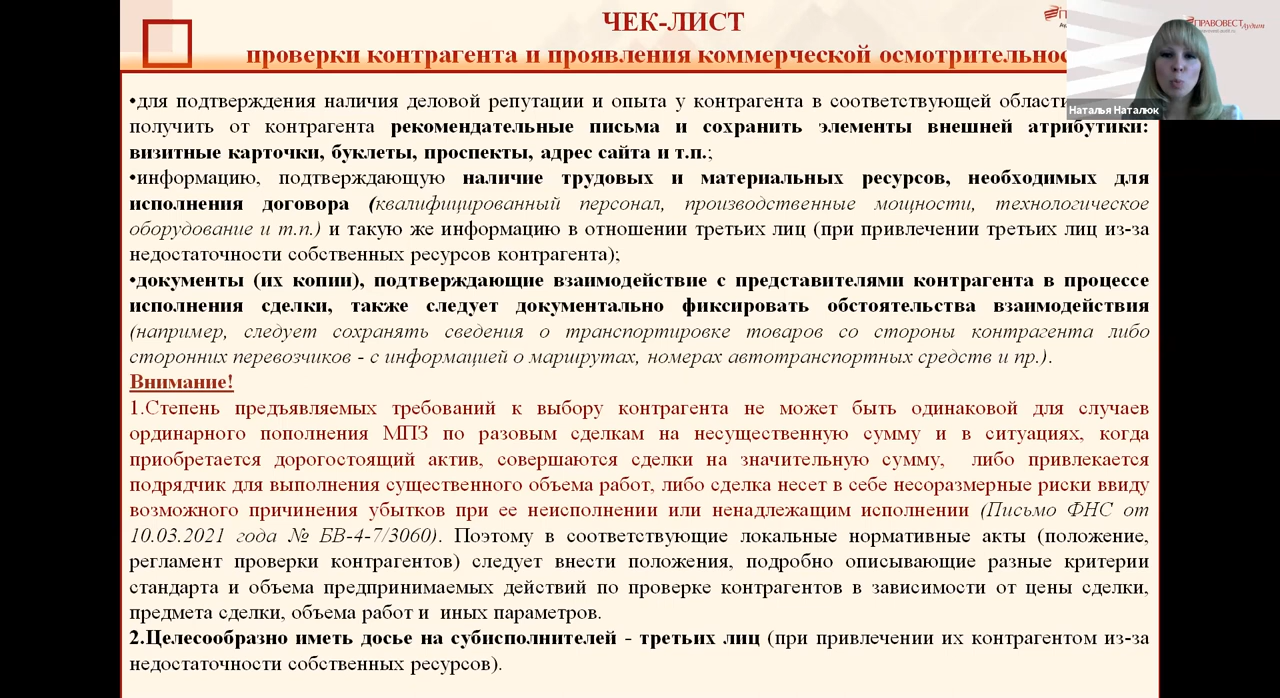 ЧЕК-ЛИСТ
проверки контрагента и проявления коммерческой
ПРАВОВЕСТ Аудит
Наталья Наталюк
•для подтверждения наличия деловой репутации и опыта у контрагента в соответствующей области
получить от контрагента рекомендательные письма и сохранить элементы внешней атрибутики:
визитные карточки, буклеты, проспекты, адрес сайта и т.п.;
•информацию, подтверждающую наличие трудовых и материальных ресурсов, необходимых для
исполнения договора (квалифицированный персонал, производственные мощности, технологическое
оборудование и т.п.) и такую же информацию в отношении третьих лиц (при привлечении третьих лиц из-за
недостаточности собственных ресурсов контрагента);
•документы (их копии), подтверждающие взаимодействие с представителями контрагента в процессе
исполнения сделки, также следует документально фиксировать обстоятельства взаимодействия
(например, следует сохранять сведения о транспортировке товаров со стороны контрагента либо
сторонних перевозчиков - с информацией о маршрутах, номерах автотранспортных средств и пр.).
Внимание!
1.Степень предъявляемых требований к выбору контрагента не может быть одинаковой для случаев
ординарного пополнения МПЗ по разовым сделкам на несущественную сумму и в ситуациях, когда
приобретается дорогостоящий актив, совершаются сделки на значительную сумму, либо привлекается
подрядчик для выполнения существенного объема работ, либо сделка несет в себе несоразмерные риски ввиду
возможного причинения убытков при ее неисполнении или ненадлежащим исполнении (Письмо ФНС от
10.03.2021 года № БВ-4-7/3060). Поэтому в соответствующие локальные нормативные акты (положение,
регламент проверки контрагентов) следует внести положения, подробно описывающие разные критерии
стандарта и объема предпринимаемых действий по проверке контрагентов в зависимости от цены сделки,
предмета сделки, объема работ и иных параметров.
2.Целесообразно иметь досье на субисполнителей - третьих лиц (при привлечении их контрагентом из-за
недостаточности собственных ресурсов).